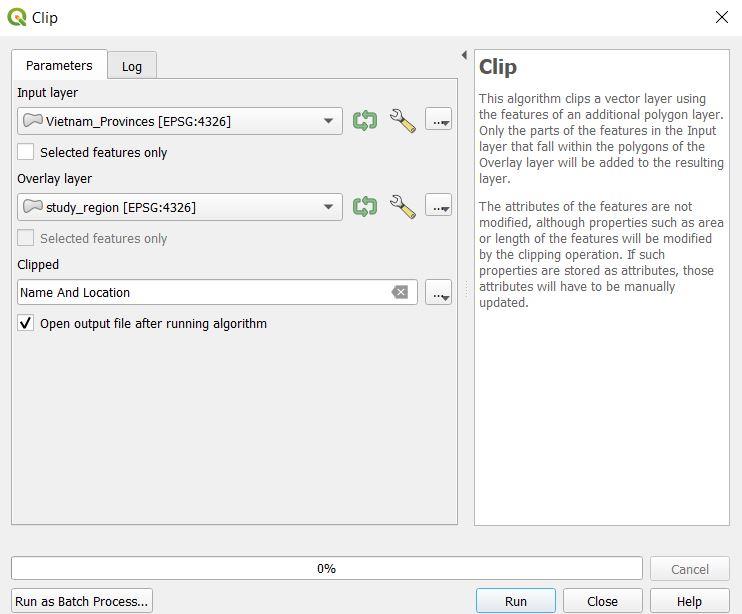 Clip
Parameters
Log
Input layer
Vietnam_Provinces [EPSG:4326]
...
Selected features only
Overlay layer
study_region [EPSG:4326]
...
Selected features only
Clipped
Name And Location
...
Open output file after running algorithm
Clip
This algorithm clips a vector layer using
the features of an additional polygon layer.
Only the parts of the features in the Input
layer that fall within the polygons of the
Overlay layer will be added to the resulting
layer.
The attributes of the features are not
modified, although properties such as area
or length of the features will be modified
by the clipping operation. If such
properties are stored as attributes, those
attributes will have to be manually
updated.
0%
Cancel
Run as Batch Process...
Run
Close
Help